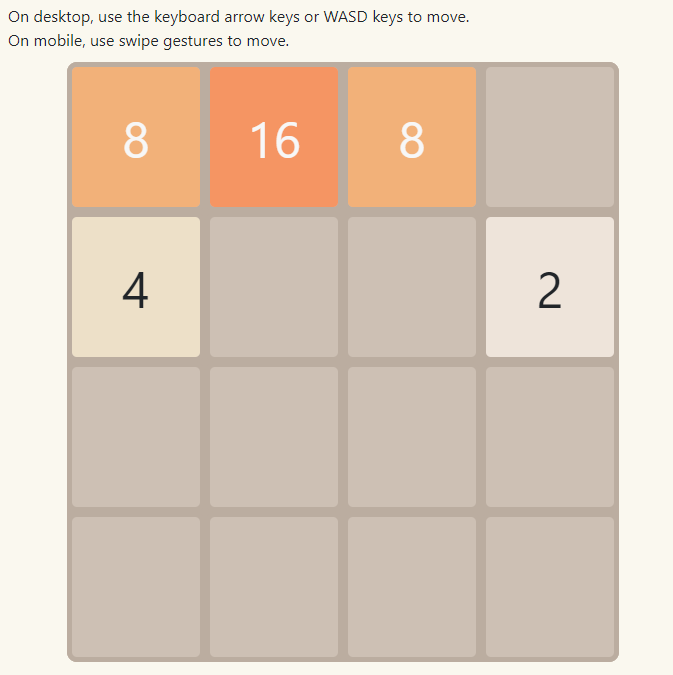 On desktop, use the keyboard arrow keys or WASD keys to move.
On mobile, use swipe gestures to move.
8 16 8
4 2